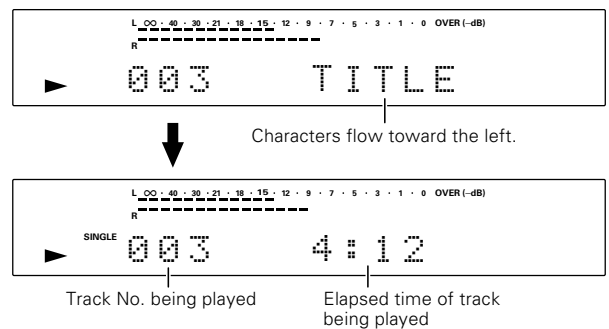 L ∞ · 40 · 30 · 21 · 18 · 15 · 12 · 9 · 7 · 5 · 3 · 1 · 0 OVER (–dB)
R
003 TITLE
Characters flow toward the left.
L ∞ · 40 · 30 · 21 · 18 · 15 · 12 · 9 · 7 · 5 · 3 · 1 · 0 OVER (–dB)
R
SINGLE 003 4:12
Track No. being played
Elapsed time of track
being played